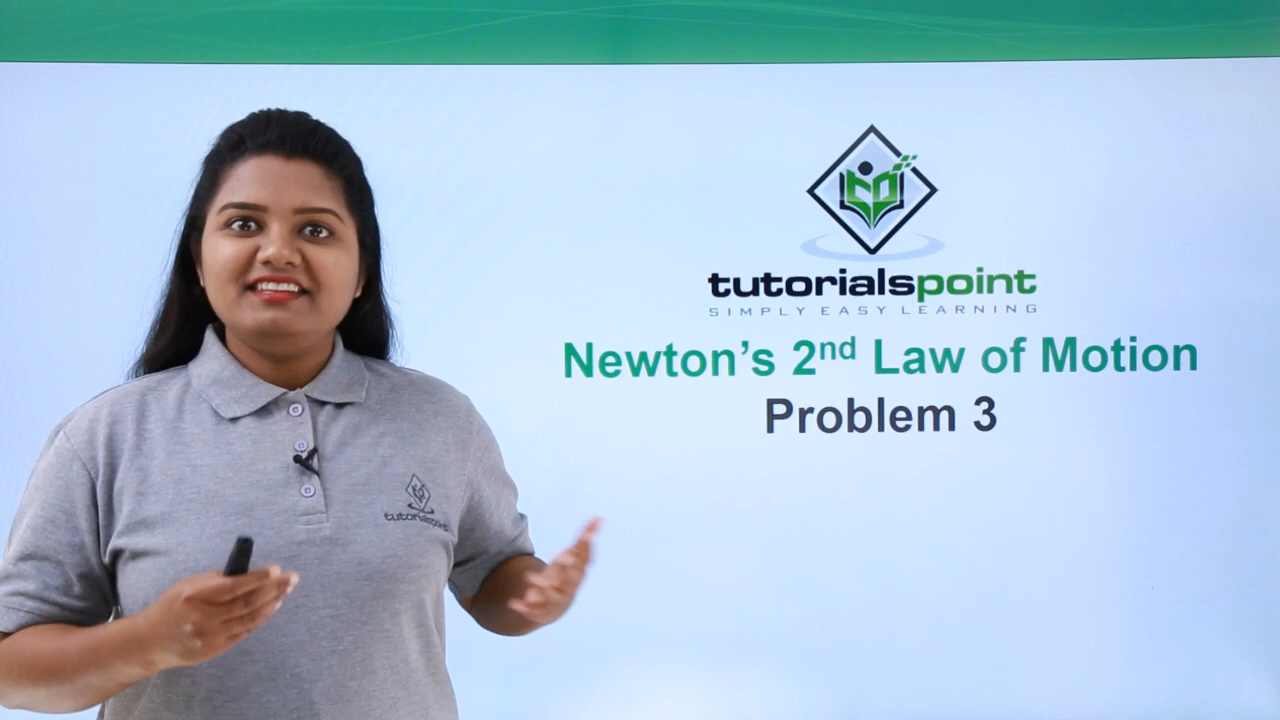 tutorialspoint
SIMPLY EASY LEARNING
Newton's 2nd Law of Motion
Problem 3
tutorialspoint